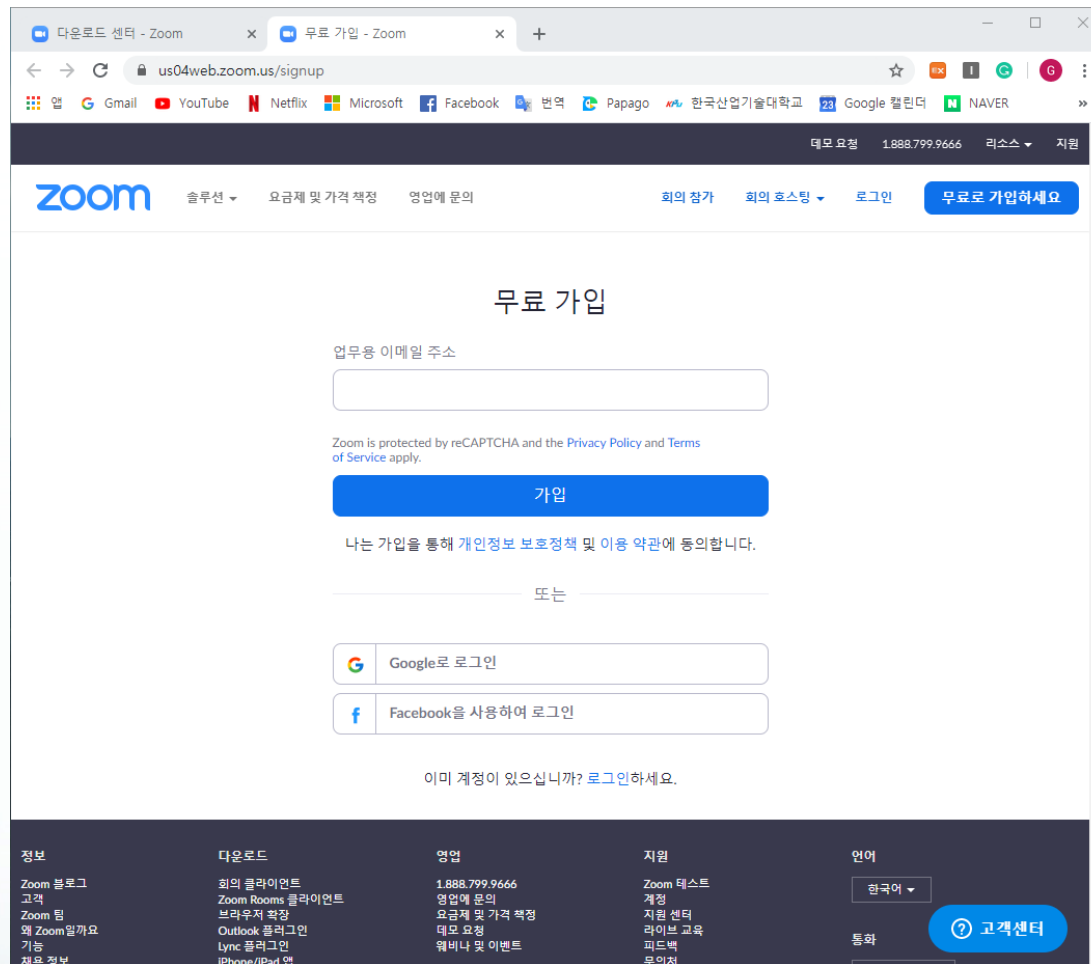 다운로드 센터 - Zoom
무료 가입 - Zoom
us04web.zoom.us/signup
앱 Gmail YouTube Netflix Microsoft Facebook 번역 Papago 한국산업기술대학교 23 Google 캘린더 NAVER »
데모 요청 1.888.799.9666 리소스 지원
zoom 솔루션 요금제 및 가격 책정 영업에 문의 회의 참가 회의 호스팅 로그인 무료로 가입하세요
무료 가입
업무용 이메일 주소
Zoom is protected by reCAPTCHA and the Privacy Policy and Terms
of Service apply.
가입
나는 가입을 통해 개인정보 보호정책 및 이용 약관에 동의합니다.
또는
Google로 로그인
Facebook을 사용하여 로그인
이미 계정이 있으십니까? 로그인하세요.
정보
Zoom 블로그
고객
Zoom 팀
왜 Zoom일까요
기능
채용 정보
다운로드
회의 클라이언트
Zoom Rooms 클라이언트
브라우저 확장
Outlook 플러그인
Lync 플러그인
iPhone/iPad 앱
영업
1.888.799.9666
영업에 문의
요금제 및 가격 책정
데모 요청
웨비나 및 이벤트
지원
Zoom 테스트
계정
지원 센터
라이브 교육
피드백
문의처
언어
한국어
통화
고객센터